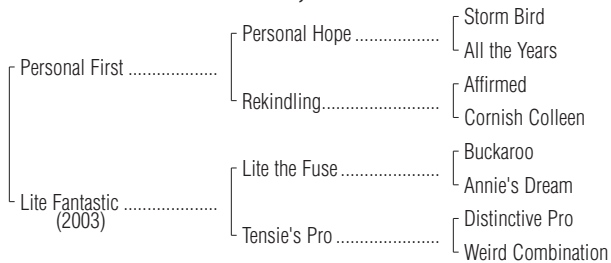 Storm Bird
Personal Hope ..................
All the Years
Personal First ...................
Affirmed
Rekindling.........................
Cornish Colleen
Buckaroo
Lite the Fuse .....................
Annie's Dream
Lite Fantastic ....................
(2003)
Distinctive Pro
Tensie's Pro ......................
Weird Combination